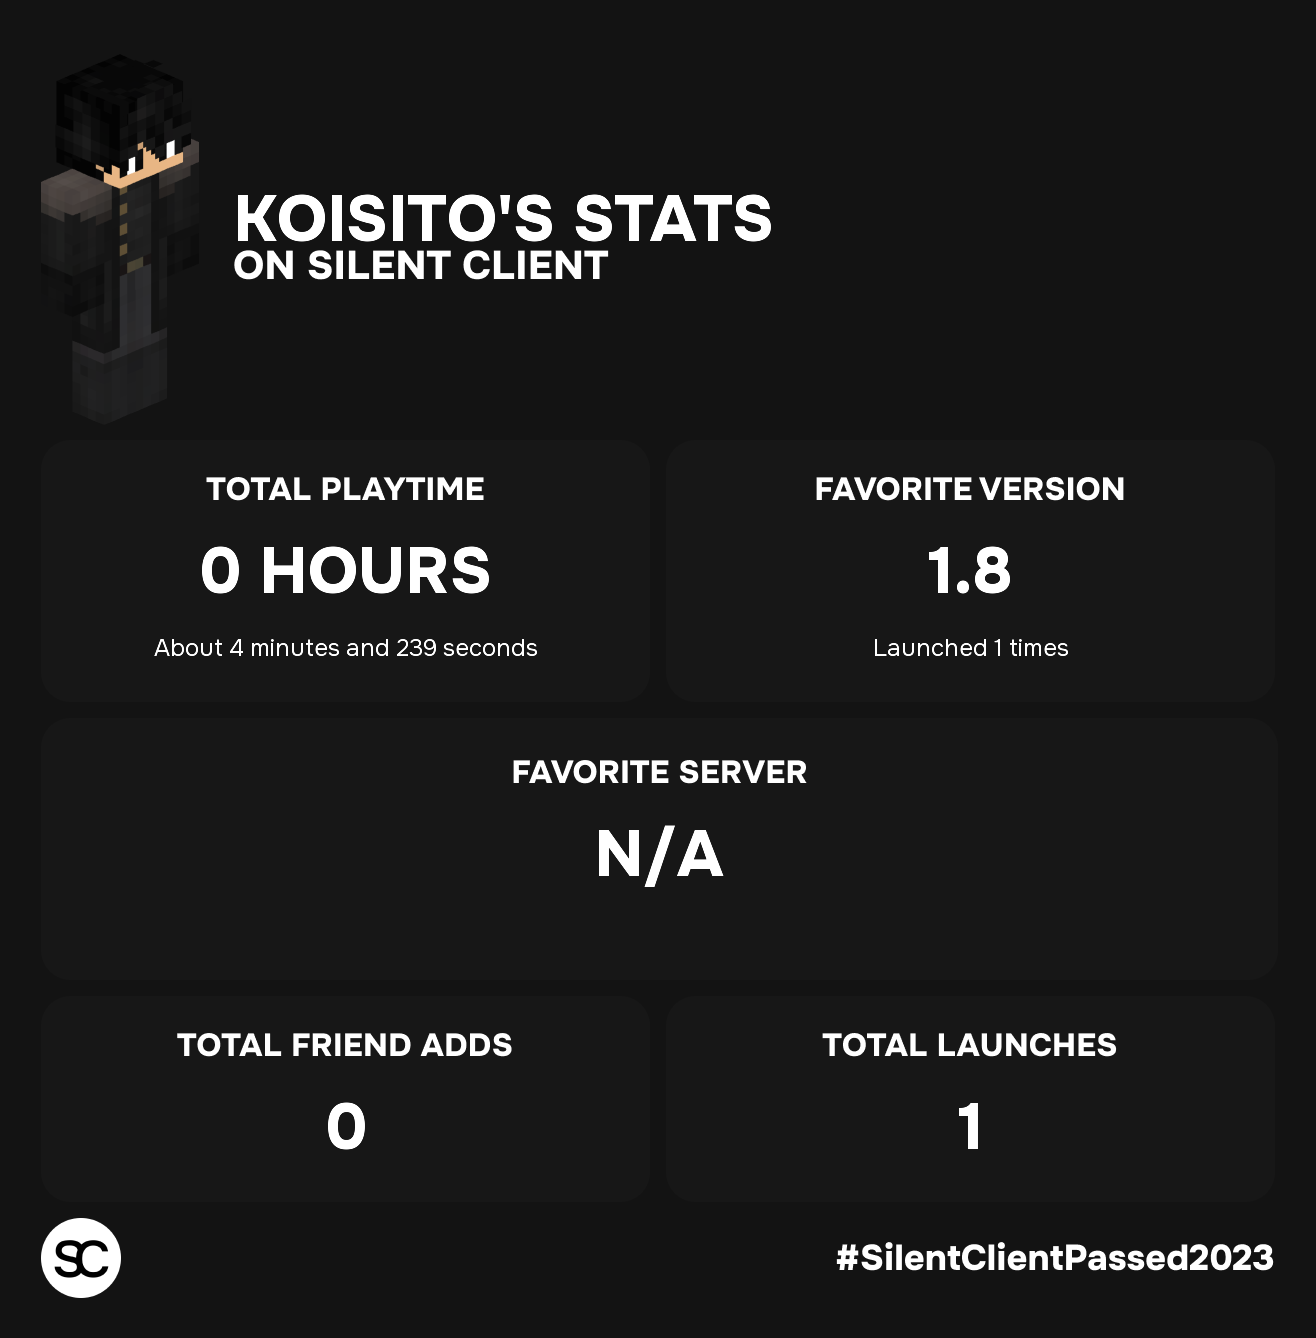 KOISITO'S STATS
ON SILENT CLIENT
TOTAL PLAYTIME
0 HOURS
About 4 minutes and 239 seconds
FAVORITE VERSION
1.8
Launched 1 times
FAVORITE SERVER
N/A
TOTAL FRIEND ADDS
0
TOTAL LAUNCHES
1
SC
#SilentClientPassed2023